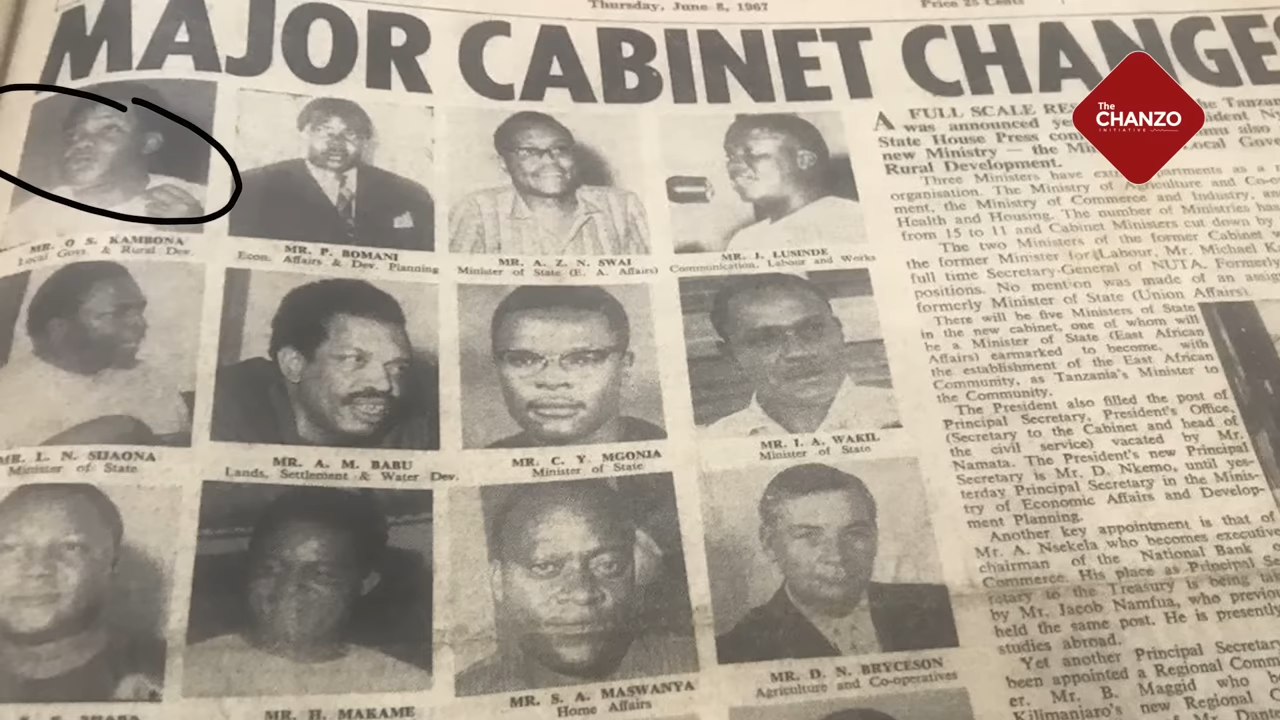 Thursday, June 8, 1967
Price 25 Cents
MAJOR CABINET CHANGES
The
CHANZO
INITIATIVE
MR. O S. KAMBONA
Local Govt. & Rural Dev.
MR. P. BOMANI
Econ. Affairs & Dev. Planning
MR. A. Z. N. SWAI
Minister of State (E. A. Affairs)
MR. J. LUSINDE
Communication, Labour and Works
MR. L. N. SIJAONA
Minister of State
MR. A. M. BABU
Lands, Settlement & Water Dev.
MR. C. Y. MGONJA
Minister of State
MR. I. A. WAKIL
Minister of State
MR. H. MAKAME
MR. S. A. MASWANYA
Home Affairs
MR. D. N. BRYCESON
Agriculture and Co-operatives
A FULL SCALE
was announced
State House Press
new Ministry — the
Rural Development.
Three Ministers have
organisation. The Ministry of Agriculture and
ment, the Ministry of Commerce and Industry,
Health and Housing. The number of Ministries has
from 15 to 11 and Cabinet Ministers cut down by
The two Ministers of the former Cabinet
the former Minister for Labour, Mr. Michael
full time Secretary-General of NUTA. Formerly
positions. No mention was made of an
formerly Minister of State (Union Affairs).
There will be five Ministers of State
in the new cabinet, one of whom will
be a Minister of State (East African
Affairs) earmarked to become, with
the establishment of the East African
Community, as Tanzania's Minister to
the Community.
The President also filled the post of
Principal Secretary, President's Office,
(Secretary to the Cabinet and head of
the civil service) vacated by Mr.
Namata. The President's new Principal
Secretary is Mr. D. Nkemo, until yes-
terday Principal Secretary in the Minis-
try of Economic Affairs and Develop-
ment Planning.
Another key appointment is that of
Mr. A. Nsekela who becomes executive
chairman of the National Bank
Commerce. His place as Principal
retary to the Treasury is being
by Mr. Jacob Namfua, who
held the same post. He is presently
studies abroad.
Yet another Principal Secretary
been appointed a Regional
er. Mr. B. Maggid who
Kilimanjaro's new Regional